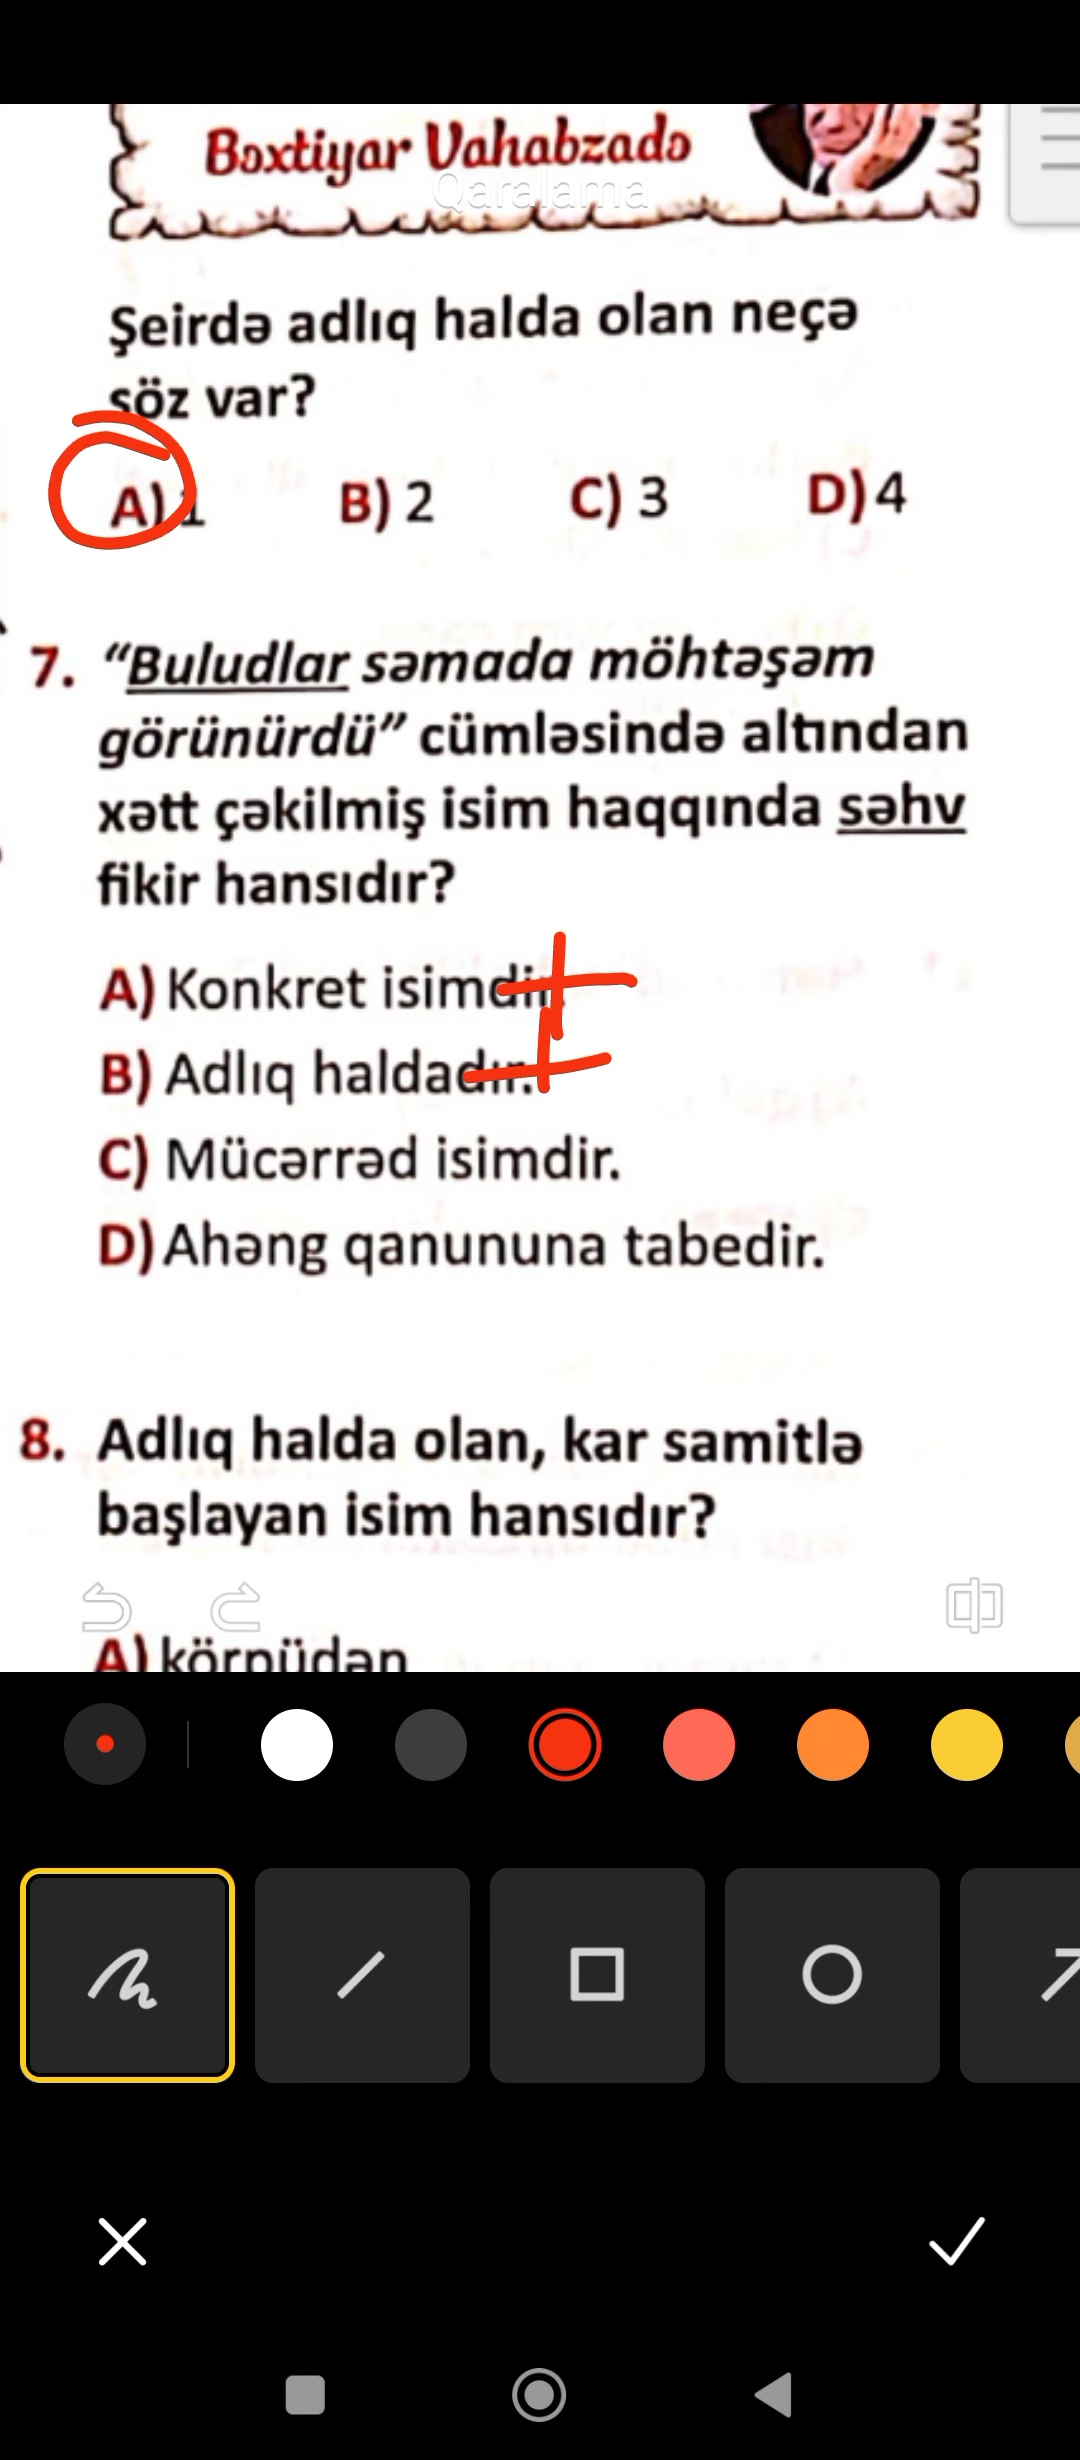 Bəxtiyar Vahabzadə
Qaralama
Şeirdə adlıq halda olan neçə
söz var?
A) 1 B) 2 C) 3 D) 4
7. “Buludlar səmada möhtəşəm
görünürdü” cümləsində altından
xətt çəkilmiş isim haqqında səhv
fikir hansıdır?
A) Konkret isimdir.
B) Adlıq haldadır.
C) Mücərrəd isimdir.
D) Ahəng qanununa tabedir.
8. Adlıq halda olan, kar samitlə
başlayan isim hansıdır?
A) körpüdən